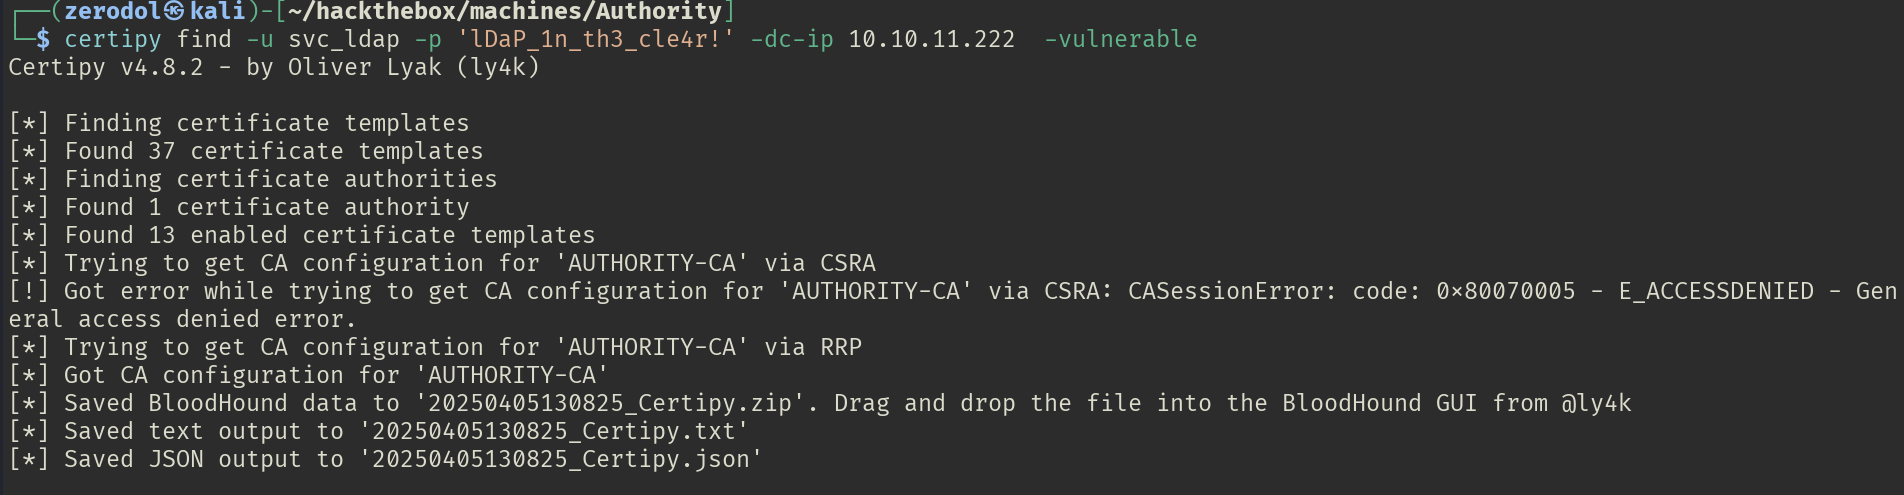 ┌──(zerodol㉿kali)-[~/hackthebox/machines/Authority]
└─$ certipy find -u svc_ldap -p 'lDaP_1n_th3_cle4r!' -dc-ip 10.10.11.222  -vulnerable
Certipy v4.8.2 - by Oliver Lyak (ly4k)
[*] Finding certificate templates
[*] Found 37 certificate templates
[*] Finding certificate authorities
[*] Found 1 certificate authority
[*] Found 13 enabled certificate templates
[*] Trying to get CA configuration for 'AUTHORITY-CA' via CSRA
[!] Got error while trying to get CA configuration for 'AUTHORITY-CA' via CSRA: CASessionError: code: 0x80070005 - E_ACCESSDENIED - Gen
eral access denied error.
[*] Trying to get CA configuration for 'AUTHORITY-CA' via RRP
[*] Got CA configuration for 'AUTHORITY-CA'
[*] Saved BloodHound data to '20250405130825_Certipy.zip'. Drag and drop the file into the BloodHound GUI from @ly4k
[*] Saved text output to '20250405130825_Certipy.txt'
[*] Saved JSON output to '20250405130825_Certipy.json'